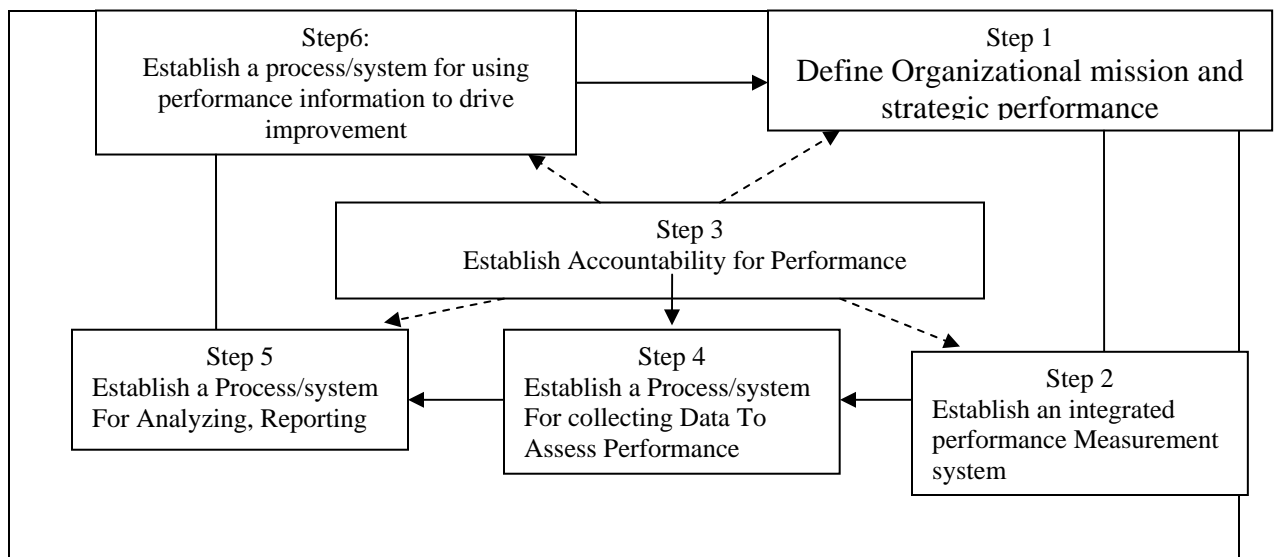 Step6:
Establish a process/system for using
performance information to drive
improvement
Step 1
Define Organizational mission and
strategic performance
Step 3
Establish Accountability for Performance
Step 5
Establish a Process/system
For Analyzing, Reporting
Step 4
Establish a Process/system
For collecting Data To
Assess Performance
Step 2
Establish an integrated
performance Measurement
system